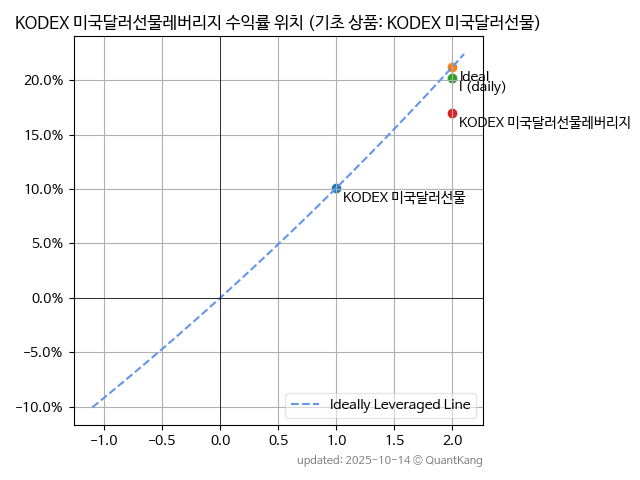 KODEX 미국달러선물레버리지 수익률 위치 (기초 상품: KODEX 미국달러선물)
20.0%
15.0%
10.0%
5.0%
0.0%
-5.0%
-10.0%
Ideal
(daily)
KODEX 미국달러선물레버리지
KODEX 미국달러선물
Ideally Leveraged Line
-1.0 -0.5 0.0 0.5 1.0 1.5 2.0
updated: 2025-10-14 © QuantKang